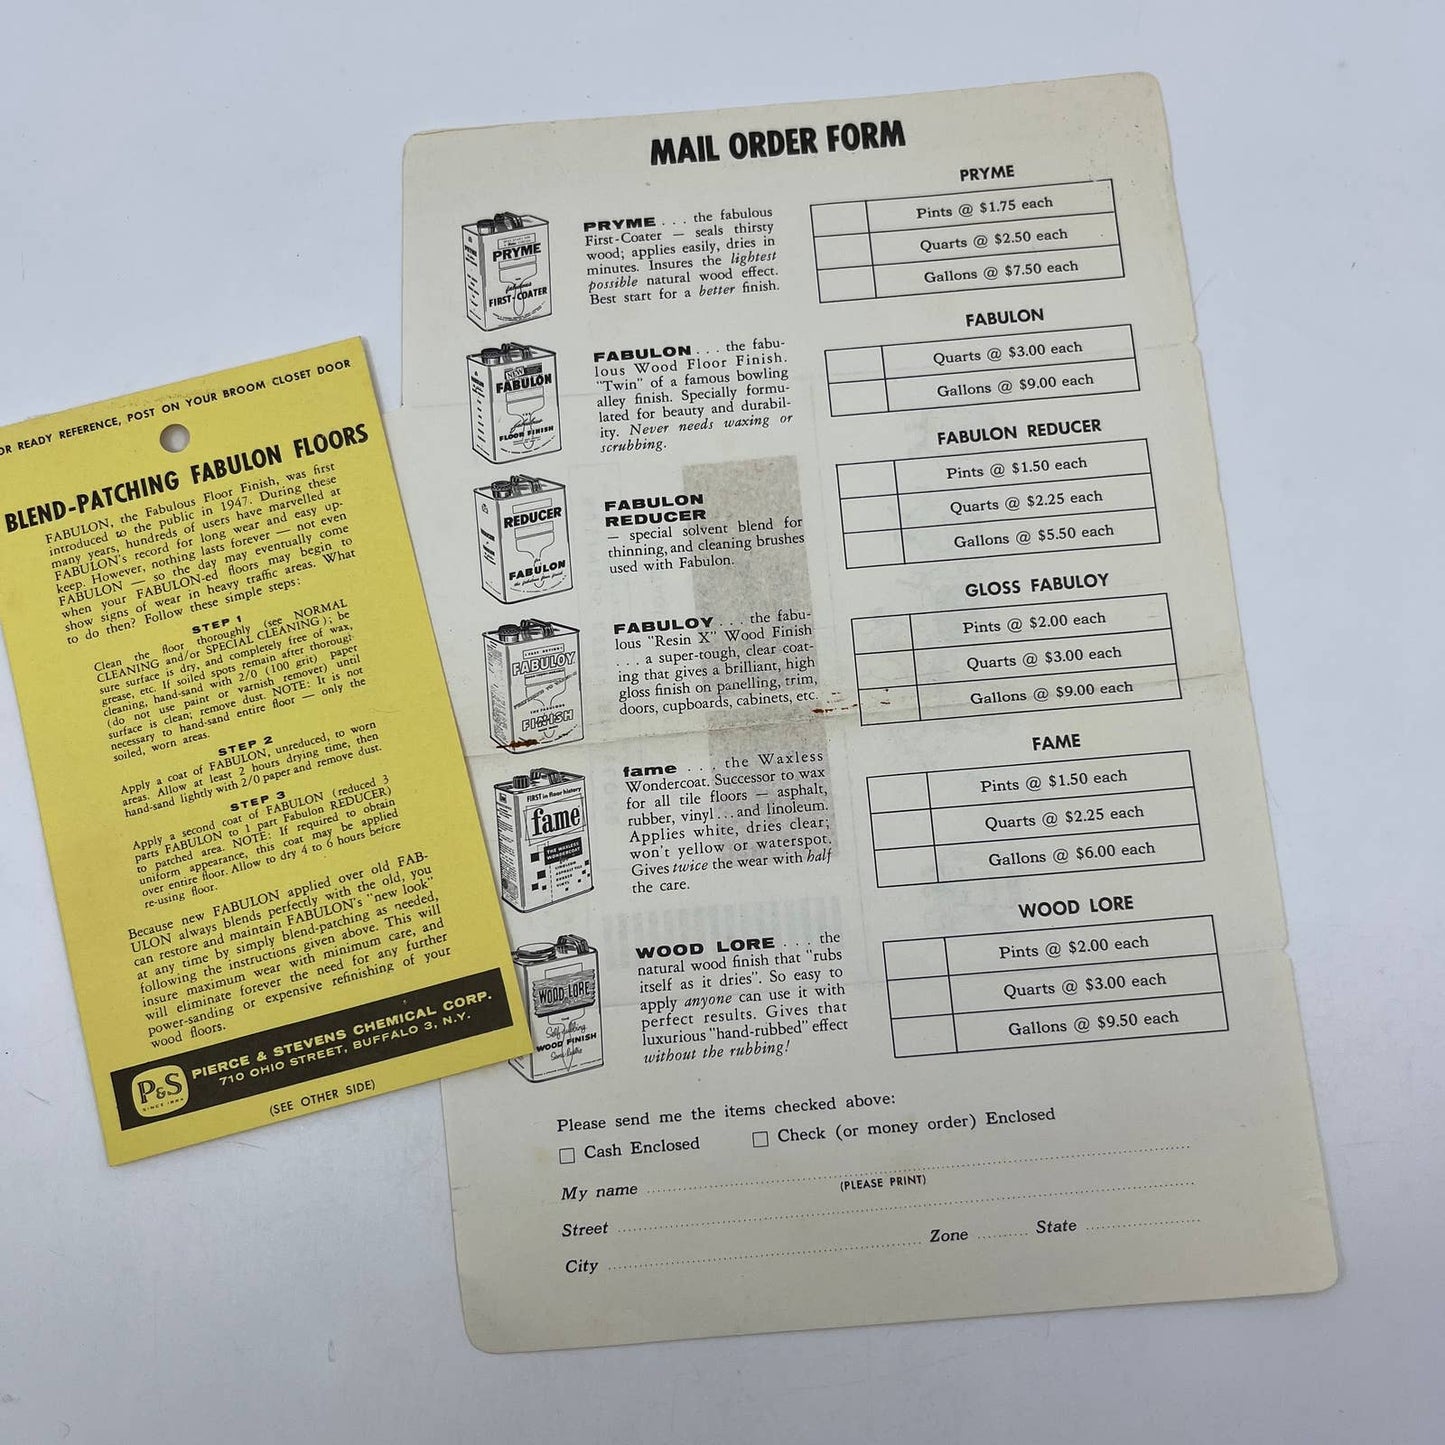 OR READY REFERENCE, POST ON YOUR BROOM CLOSET DOOR
BLEND-PATCHING FABULON FLOORS
FABULON, the Fabulous Floor Finish, was first
introduced to the public in 1947. During these
many years, hundreds of users have marvelled at
FABULON's record for long wear and easy up-
keep. However, nothing lasts forever — not even
FABULON — so the day may eventually come
when your FABULON-ed floors may begin to
show signs of wear in heavy traffic areas. What
to do then? Follow these simple steps:
STEP 1
Clean the floor thoroughly (see NORMAL
CLEANING and/or SPECIAL CLEANING); be
sure surface is dry, and completely free of wax,
grease, etc. If soiled spots remain after thorough
cleaning, hand-sand with 2/0 (100 grit) paper
(do not use paint or varnish remover) until
surface is clean; remove dust. NOTE: It is not
necessary to hand-sand entire floor — only the
soiled, worn areas.
STEP 2
Apply a coat of FABULON, unreduced, to worn
areas. Allow at least 2 hours drying time, then
hand-sand lightly with 2/0 paper and remove dust.
STEP 3
Apply a second coat of FABULON (reduced 3
parts FABULON to 1 part Fabulon REDUCER)
to patched area. NOTE: If required to obtain
uniform appearance, this coat may be applied
over entire floor. Allow to dry 4 to 6 hours before
re-using floor.
Because new FABULON applied over old FAB-
ULON always blends perfectly with the old, you
can restore and maintain FABULON's "new look"
at any time by simply blend-patching as needed,
following the instructions given above. This will
insure maximum wear with minimum care, and
will eliminate forever the need for any further
power-sanding or expensive refinishing of your
wood floors.
P&S
PIERCE & STEVENS CHEMICAL CORP.
710 OHIO STREET, BUFFALO 3, N.Y.
(SEE OTHER SIDE)
MAIL ORDER FORM
PRYME
fabulous
FIRST-COATER
PRYME . . . the fabulous
First-Coater — seals thirsty
wood; applies easily, dries in
minutes. Insures the lightest
possible natural wood effect.
Best start for a better finish.
PRYME
Pints @ $1.75 each
Quarts @ $2.50 each
Gallons @ $7.50 each
NEW
FABULON
fabulous
FLOOR FINISH
FABULON . . . the fabu-
lous Wood Floor Finish.
"Twin" of a famous bowling
alley finish. Specially formu-
lated for beauty and durabil-
ity. Never needs waxing or
scrubbing.
FABULON
Quarts @ $3.00 each
Gallons @ $9.00 each
REDUCER
for
FABULON
the fabulous floor finish
FABULON
REDUCER
— special solvent blend for
thinning, and cleaning brushes
used with Fabulon.
FABULON REDUCER
Pints @ $1.50 each
Quarts @ $2.25 each
Gallons @ $5.50 each
FABULOY
FINISH
FABULOY . . . the fabu-
lous "Resin X" Wood Finish
. . . a super-tough, clear coat-
ing that gives a brilliant, high
gloss finish on panelling, trim,
doors, cupboards, cabinets, etc.
GLOSS FABULOY
Pints @ $2.00 each
Quarts @ $3.00 each
Gallons @ $9.00 each
FIRST in floor history
fame
THE WAXLESS
WONDERCOAT
fame . . . the Waxless
Wondercoat. Successor to wax
for all tile floors — asphalt,
rubber, vinyl...and linoleum.
Applies white, dries clear;
won't yellow or waterspot.
Gives twice the wear with half
the care.
FAME
Pints @ $1.50 each
Quarts @ $2.25 each
Gallons @ $6.00 each
WOOD LORE
Self-rubbing
WOOD FINISH
WOOD LORE . . . the
natural wood finish that "rubs
itself as it dries". So easy to
apply anyone can use it with
perfect results. Gives that
luxurious "hand-rubbed" effect
without the rubbing!
WOOD LORE
Pints @ $2.00 each
Quarts @ $3.00 each
Gallons @ $9.50 each
Please send me the items checked above:
Cash Enclosed
Check (or money order) Enclosed
My name
(PLEASE PRINT)
Street
City
Zone
State